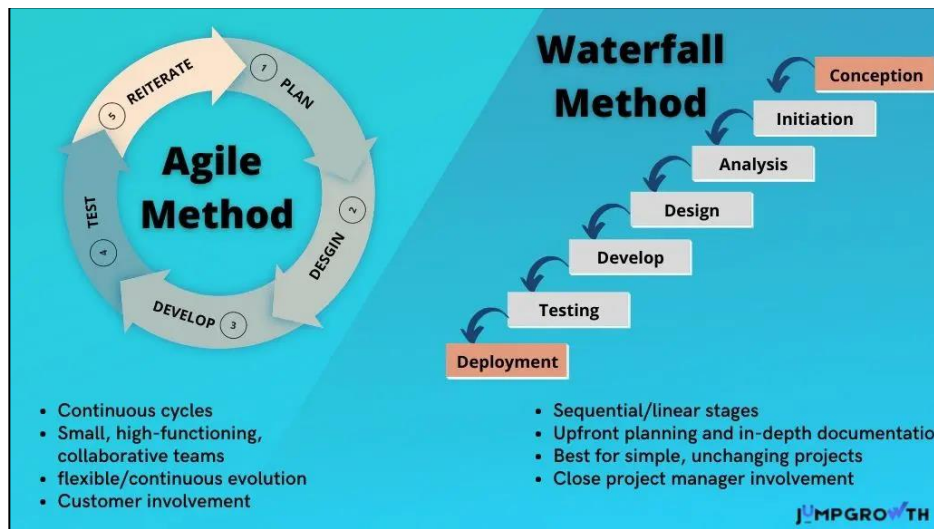 Agile
Method
1 PLAN
2 DESGIN
3 DEVELOP
4 TEST
5 REITERATE
Continuous cycles
Small, high-functioning,
collaborative teams
flexible/continuous evolution
Customer involvement
Waterfall
Method
Conception
Initiation
Analysis
Design
Develop
Testing
Deployment
Sequential/linear stages
Upfront planning and in-depth documentatio
Best for simple, unchanging projects
Close project manager involvement
JUMPGROWTH